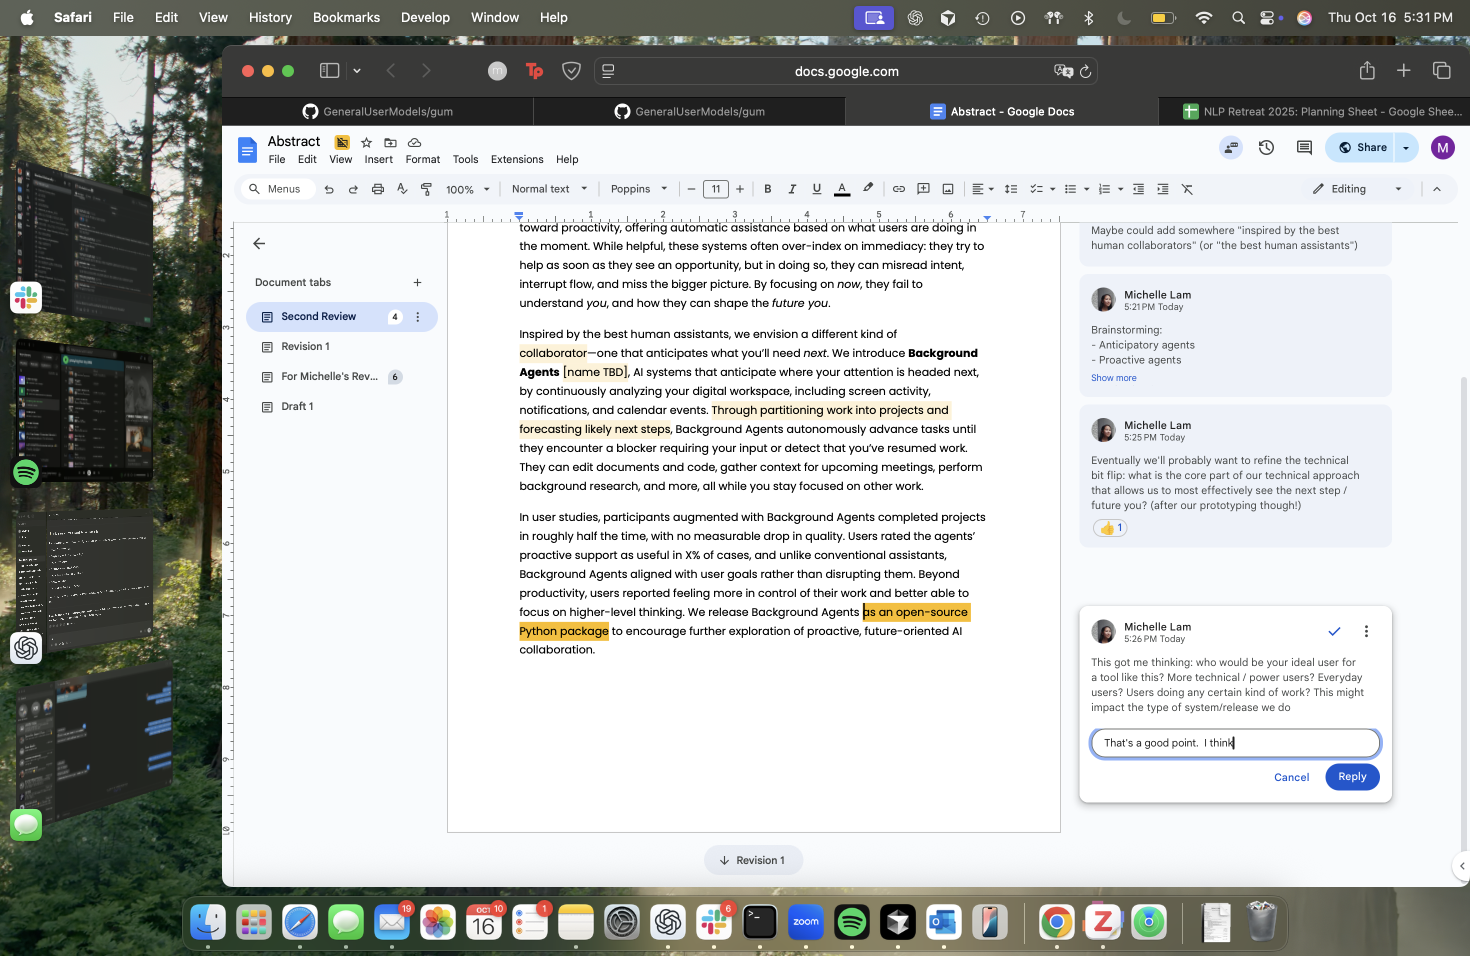 Safari File Edit View History Bookmarks Develop Window Help
Thu Oct 16 5:31 PM
docs.google.com
GeneralUserModels/gum
GeneralUserModels/gum
Abstract - Google Docs
NLP Retreat 2025: Planning Sheet - Google Shee...
Abstract
File Edit View Insert Format Tools Extensions Help
Share
M
Menus
100%
Normal text
Poppins
11
B I U A
Editing
1 1 2 3 4 5 6 7
Document tabs
Second Review 4
Revision 1
For Michelle's Rev... 6
Draft 1
2
3
4
5
6
7
8
9
10
toward proactivity, offering automatic assistance based on what users are doing in
the moment. While helpful, these systems often over-index on immediacy: they try to
help as soon as they see an opportunity, but in doing so, they can misread intent,
interrupt flow, and miss the bigger picture. By focusing on now, they fail to
understand you, and how they can shape the future you.
Inspired by the best human assistants, we envision a different kind of
collaborator—one that anticipates what you'll need next. We introduce Background
Agents [name TBD], AI systems that anticipate where your attention is headed next,
by continuously analyzing your digital workspace, including screen activity,
notifications, and calendar events. Through partitioning work into projects and
forecasting likely next steps, Background Agents autonomously advance tasks until
they encounter a blocker requiring your input or detect that you've resumed work.
They can edit documents and code, gather context for upcoming meetings, perform
background research, and more, all while you stay focused on other work.
In user studies, participants augmented with Background Agents completed projects
in roughly half the time, with no measurable drop in quality. Users rated the agents'
proactive support as useful in X% of cases, and unlike conventional assistants,
Background Agents aligned with user goals rather than disrupting them. Beyond
productivity, users reported feeling more in control of their work and better able to
focus on higher-level thinking. We release Background Agents as an open-source
Python package to encourage further exploration of proactive, future-oriented AI
collaboration.
Revision 1
Maybe could add somewhere "inspired by the best
human collaborators" (or "the best human assistants")
Michelle Lam
5:21 PM Today
Brainstorming:
- Anticipatory agents
- Proactive agents
Show more
Michelle Lam
5:25 PM Today
Eventually we'll probably want to refine the technical
bit flip: what is the core part of our technical approach
that allows us to most effectively see the next step /
future you? (after our prototyping though!)
👍 1
Michelle Lam
5:26 PM Today
This got me thinking: who would be your ideal user for
a tool like this? More technical / power users? Everyday
users? Users doing any certain kind of work? This might
impact the type of system/release we do
That's a good point.  I think
Cancel
Reply
19
OCT 10
16
1
6
zoom